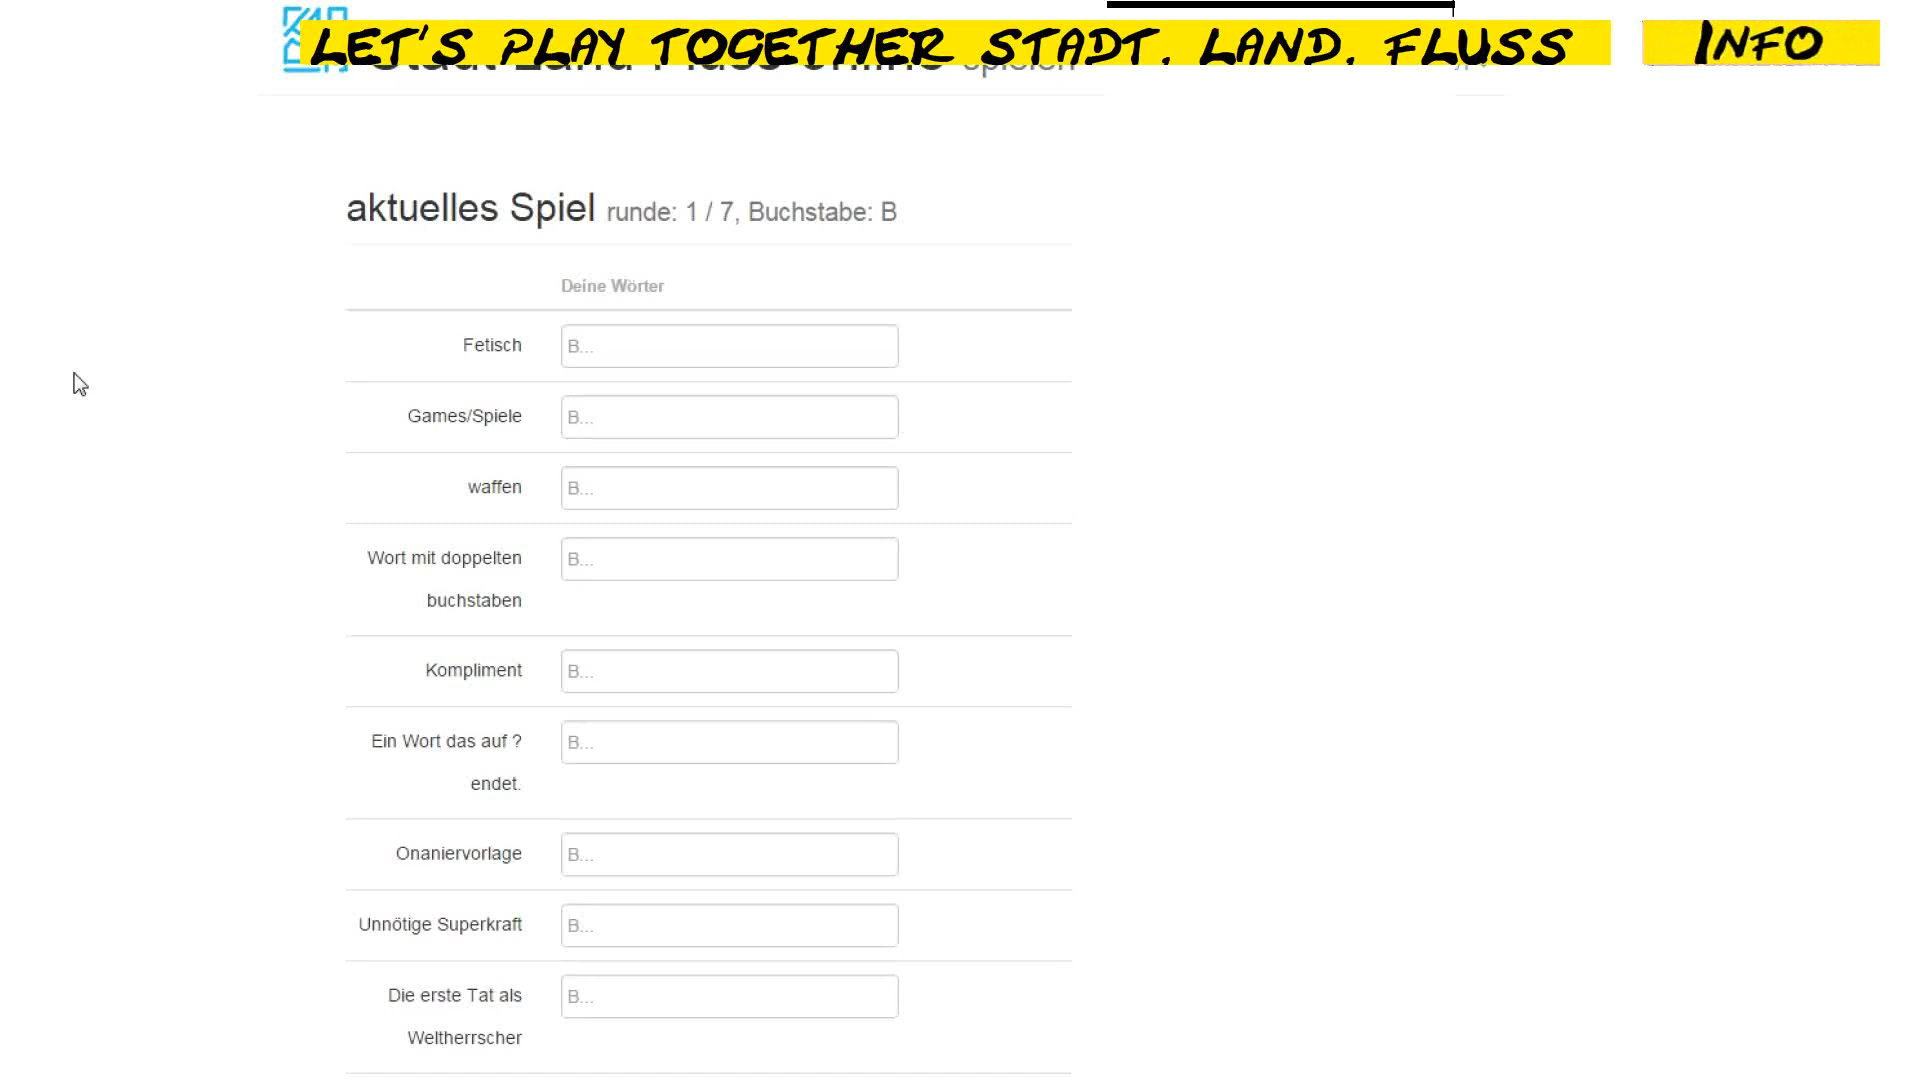 LET'S PLAY TOGETHER STADT, LAND, FLUSS
INFO
aktuelles Spiel runde: 1 / 7, Buchstabe: B
Deine Wörter
Fetisch
B...
Games/Spiele
B...
waffen
B...
Wort mit doppelten
buchstaben
B...
Kompliment
B...
Ein Wort das auf ?
endet.
B...
Onaniervorlage
B...
Unnötige Superkraft
B...
Die erste Tat als
Weltherrscher
B...